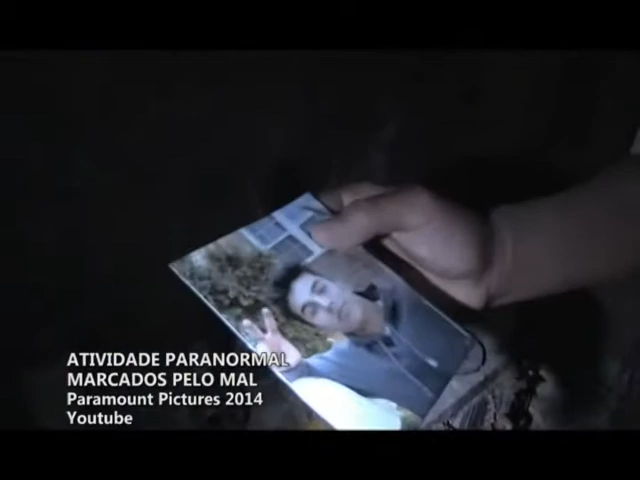 ATIVIDADE PARANORMAL
MARCADOS PELO MAL
Paramount Pictures 2014
Youtube